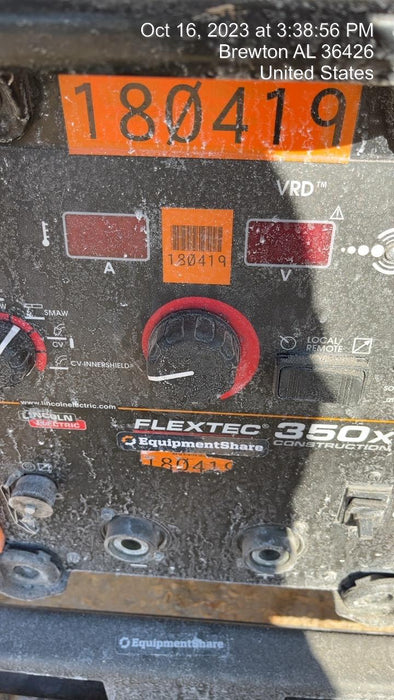 Oct 16, 2023 at 3:38:56 PM
Brewton AL 36426
United States
180419
VRD™
180419
A
V
SMAW
CV
CV-INNERSHIELD®
LOCAL/
REMOTE
www.lincolnelectric.com
LINCOLN
ELECTRIC
FLEXTEC® 350X
CONSTRUCTION
EquipmentShare
180419
EquipmentShare